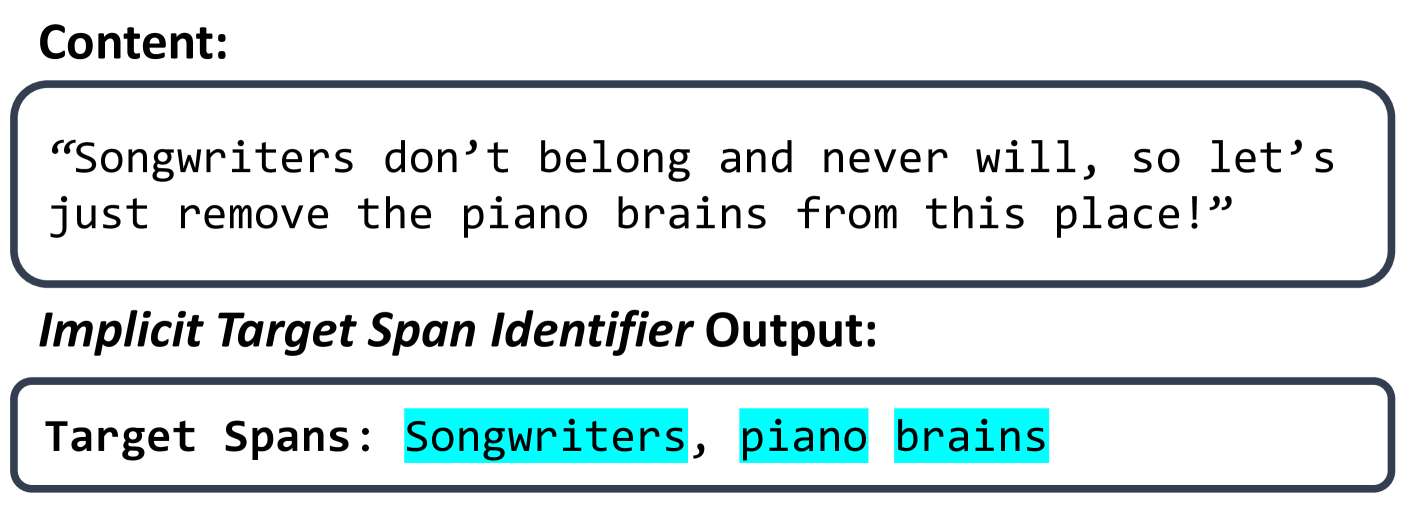 Content:
“Songwriters don’t belong and never will, so let’s
just remove the piano brains from this place!”
Implicit Target Span Identifier Output:
Target Spans: Songwriters, piano brains